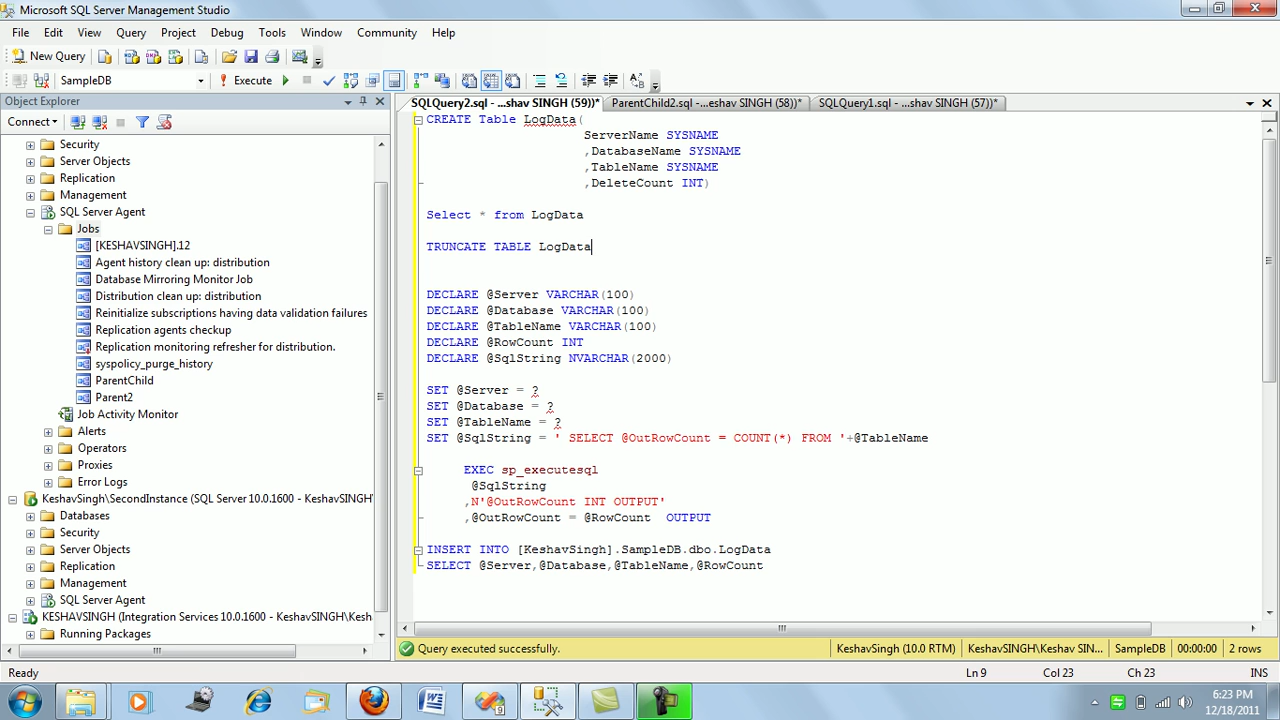 Microsoft SQL Server Management Studio
File Edit View Query Project Debug Tools Window Community Help
New Query
SampleDB Execute
Object Explorer
Connect
Security
Server Objects
Replication
Management
SQL Server Agent
Jobs
[KESHAVSINGH].12
Agent history clean up: distribution
Database Mirroring Monitor Job
Distribution clean up: distribution
Reinitialize subscriptions having data validation failures
Replication agents checkup
Replication monitoring refresher for distribution.
syspolicy_purge_history
ParentChild
Parent2
Job Activity Monitor
Alerts
Operators
Proxies
Error Logs
KeshavSingh\SecondInstance (SQL Server 10.0.1600 - KeshavSINGH
Databases
Security
Server Objects
Replication
Management
SQL Server Agent
KESHAVSINGH (Integration Services 10.0.1600 - KeshavSINGH\Kesh
Running Packages
SQLQuery2.sql - ...shav SINGH (59))* ParentChild2.sql -...eshav SINGH (58))* SQLQuery1.sql - ...shav SINGH (57))*
CREATE Table LogData(
ServerName SYSNAME
,DatabaseName SYSNAME
,TableName SYSNAME
,DeleteCount INT)
Select * from LogData
TRUNCATE TABLE LogData
DECLARE @Server VARCHAR(100)
DECLARE @Database VARCHAR(100)
DECLARE @TableName VARCHAR(100)
DECLARE @RowCount INT
DECLARE @SqlString NVARCHAR(2000)
SET @Server = ?
SET @Database = ?
SET @TableName = ?
SET @SqlString = ' SELECT @OutRowCount = COUNT(*) FROM '+@TableName
EXEC sp_executesql
@SqlString
,N'@OutRowCount INT OUTPUT'
,@OutRowCount = @RowCount OUTPUT
INSERT INTO [KeshavSingh].SampleDB.dbo.LogData
SELECT @Server,@Database,@TableName,@RowCount
Query executed successfully. KeshavSingh (10.0 RTM) KeshavSINGH\Keshav SIN... SampleDB 00:00:00 2 rows
Ready Ln 9 Col 23 Ch 23 INS
6:23 PM
12/18/2011